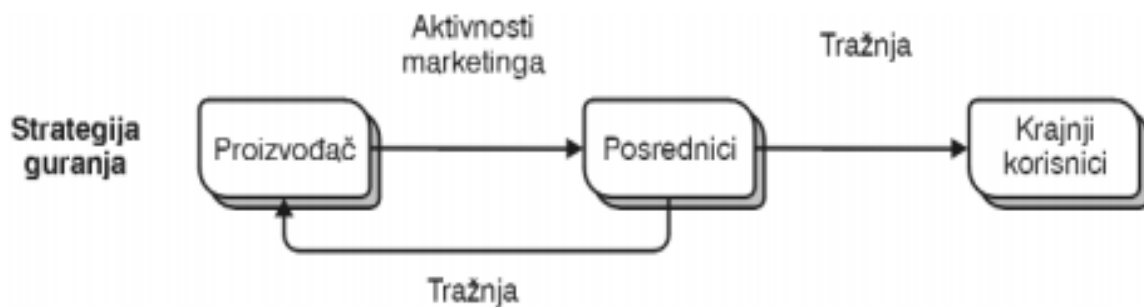 Aktivnosti
marketinga
Tražnja
Strategija
guranja
Proizvođač
Posrednici
Krajnji
korisnici
Tražnja